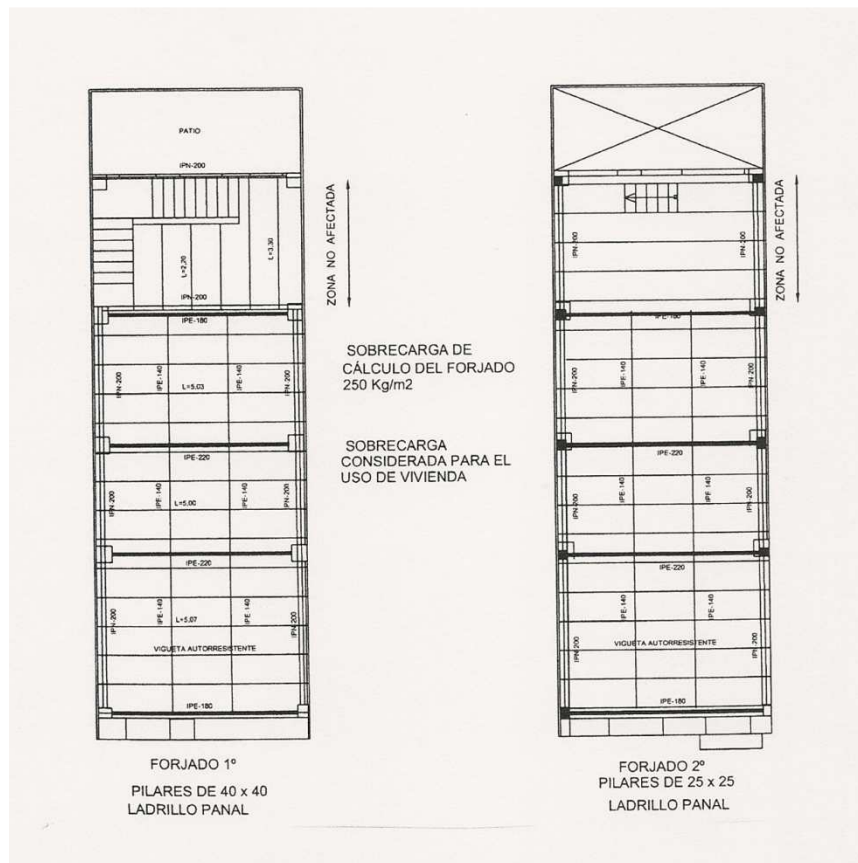 PATIO
IPN-200
ZONA NO AFECTADA
L=2,20
L=3,30
IPN-200
IPE-180
IPN-200
IPE-140
L=5,03
IPE-140
IPN-200
IPE-220
IPN-200
IPE-140
L=5,00
IPE-140
IPN-200
IPE-220
IPN-200
IPE-140
L=5,07
IPE-140
IPN-200
VIGUETA AUTORRESISTENTE
IPE-180
FORJADO 1º
PILARES DE 40 x 40
LADRILLO PANAL
SOBRECARGA DE
CÁLCULO DEL FORJADO
250 Kg/m2
SOBRECARGA
CONSIDERADA PARA EL
USO DE VIVIENDA
ZONA NO AFECTADA
IPN-200
IPN-200
IPE-180
IPN-200
IPE-140
IPE-140
IPN-200
IPE-220
IPN-200
IPE-140
IPE-140
IPN-200
IPE-220
IPE-140
IPE-140
IPN-200
IPN-200
VIGUETA AUTORRESISTENTE
IPE-180
FORJADO 2º
PILARES DE 25 x 25
LADRILLO PANAL